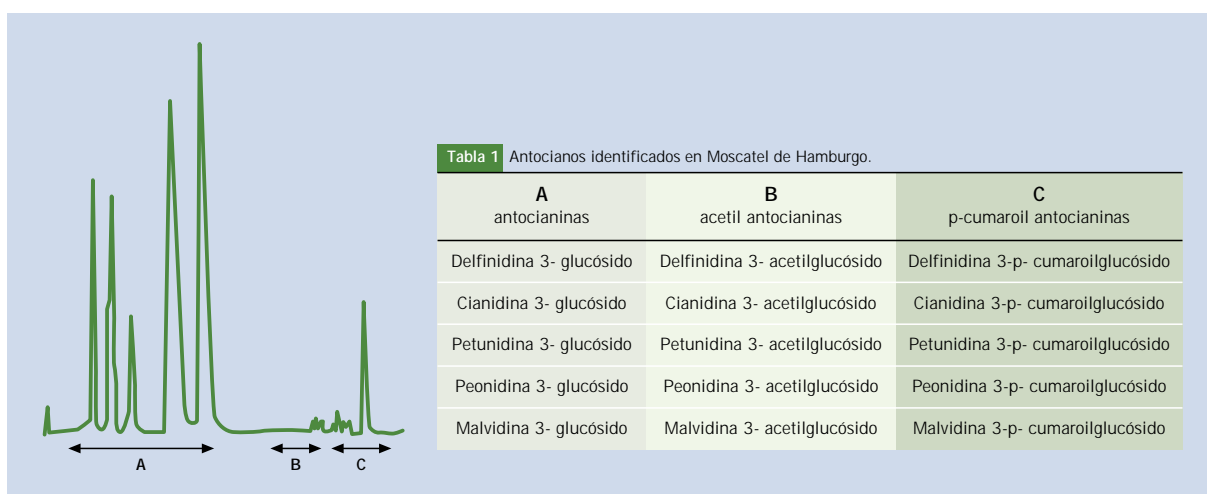 Tabla 1 Antocianos identificados en Moscatel de Hamburgo.
A B C
antocianinas acetil antocianinas p-cumaroil antocianinas
Delfinidina 3- glucósido Delfinidina 3- acetilglucósido Delfinidina 3-p- cumaroilglucósido
Cianidina 3- glucósido Cianidina 3- acetilglucósido Cianidina 3-p- cumaroilglucósido
Petunidina 3- glucósido Petunidina 3- acetilglucósido Petunidina 3-p- cumaroilglucósido
Peonidina 3- glucósido Peonidina 3- acetilglucósido Peonidina 3-p- cumaroilglucósido
Malvidina 3- glucósido Malvidina 3- acetilglucósido Malvidina 3-p- cumaroilglucósido
A B C